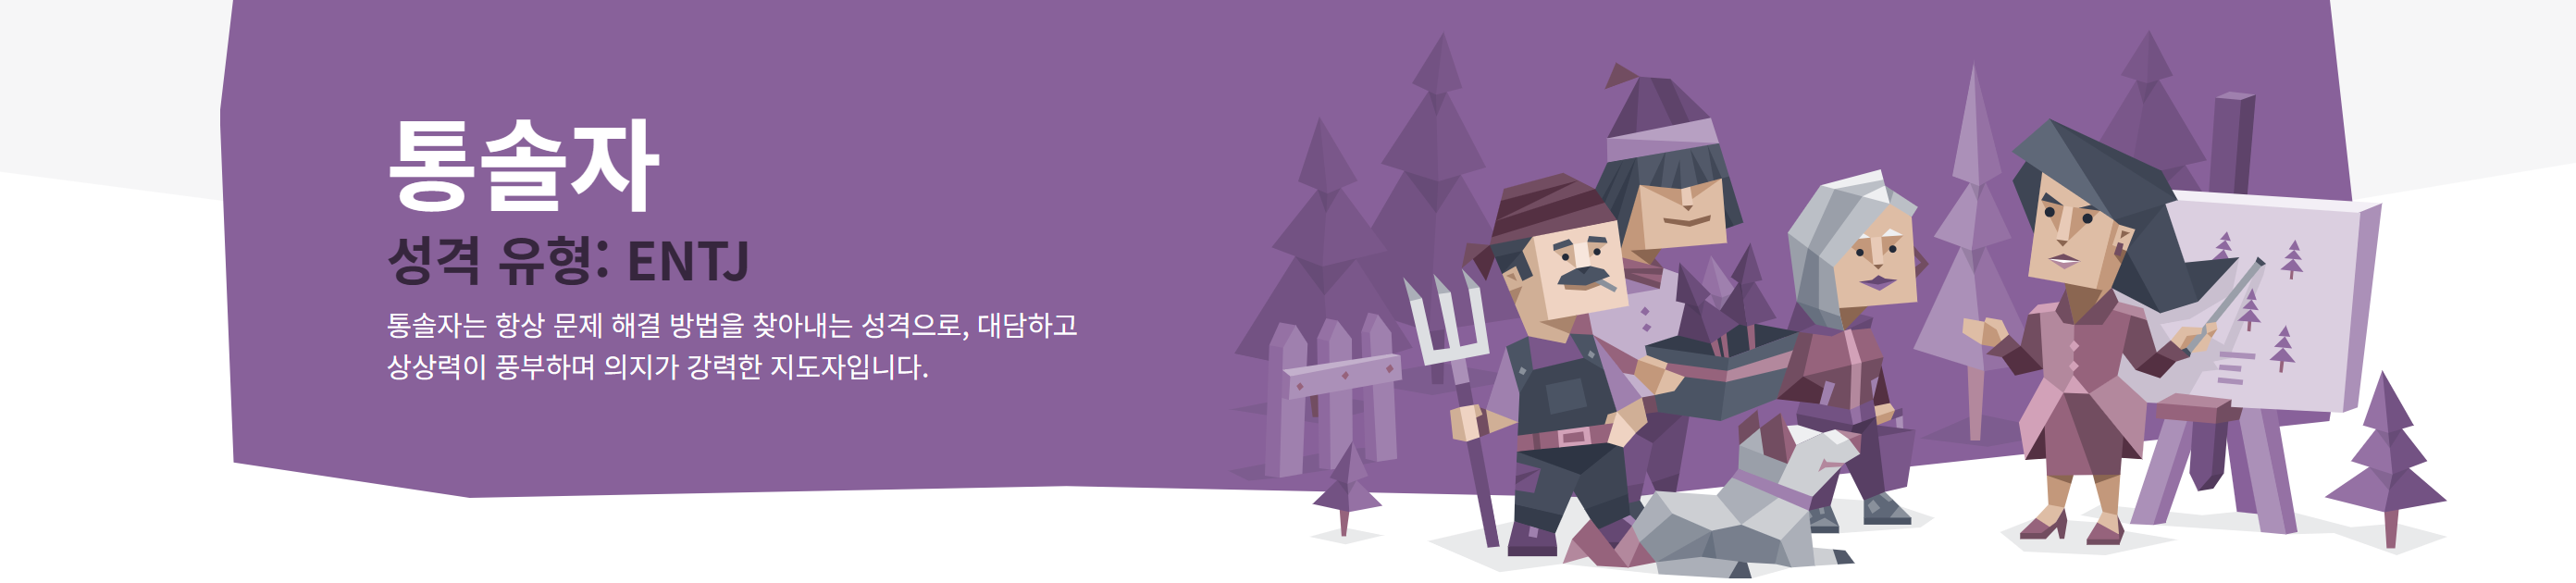 통솔자
성격 유형: ENTJ
통솔자는 항상 문제 해결 방법을 찾아내는 성격으로, 대담하고
상상력이 풍부하며 의지가 강력한 지도자입니다.